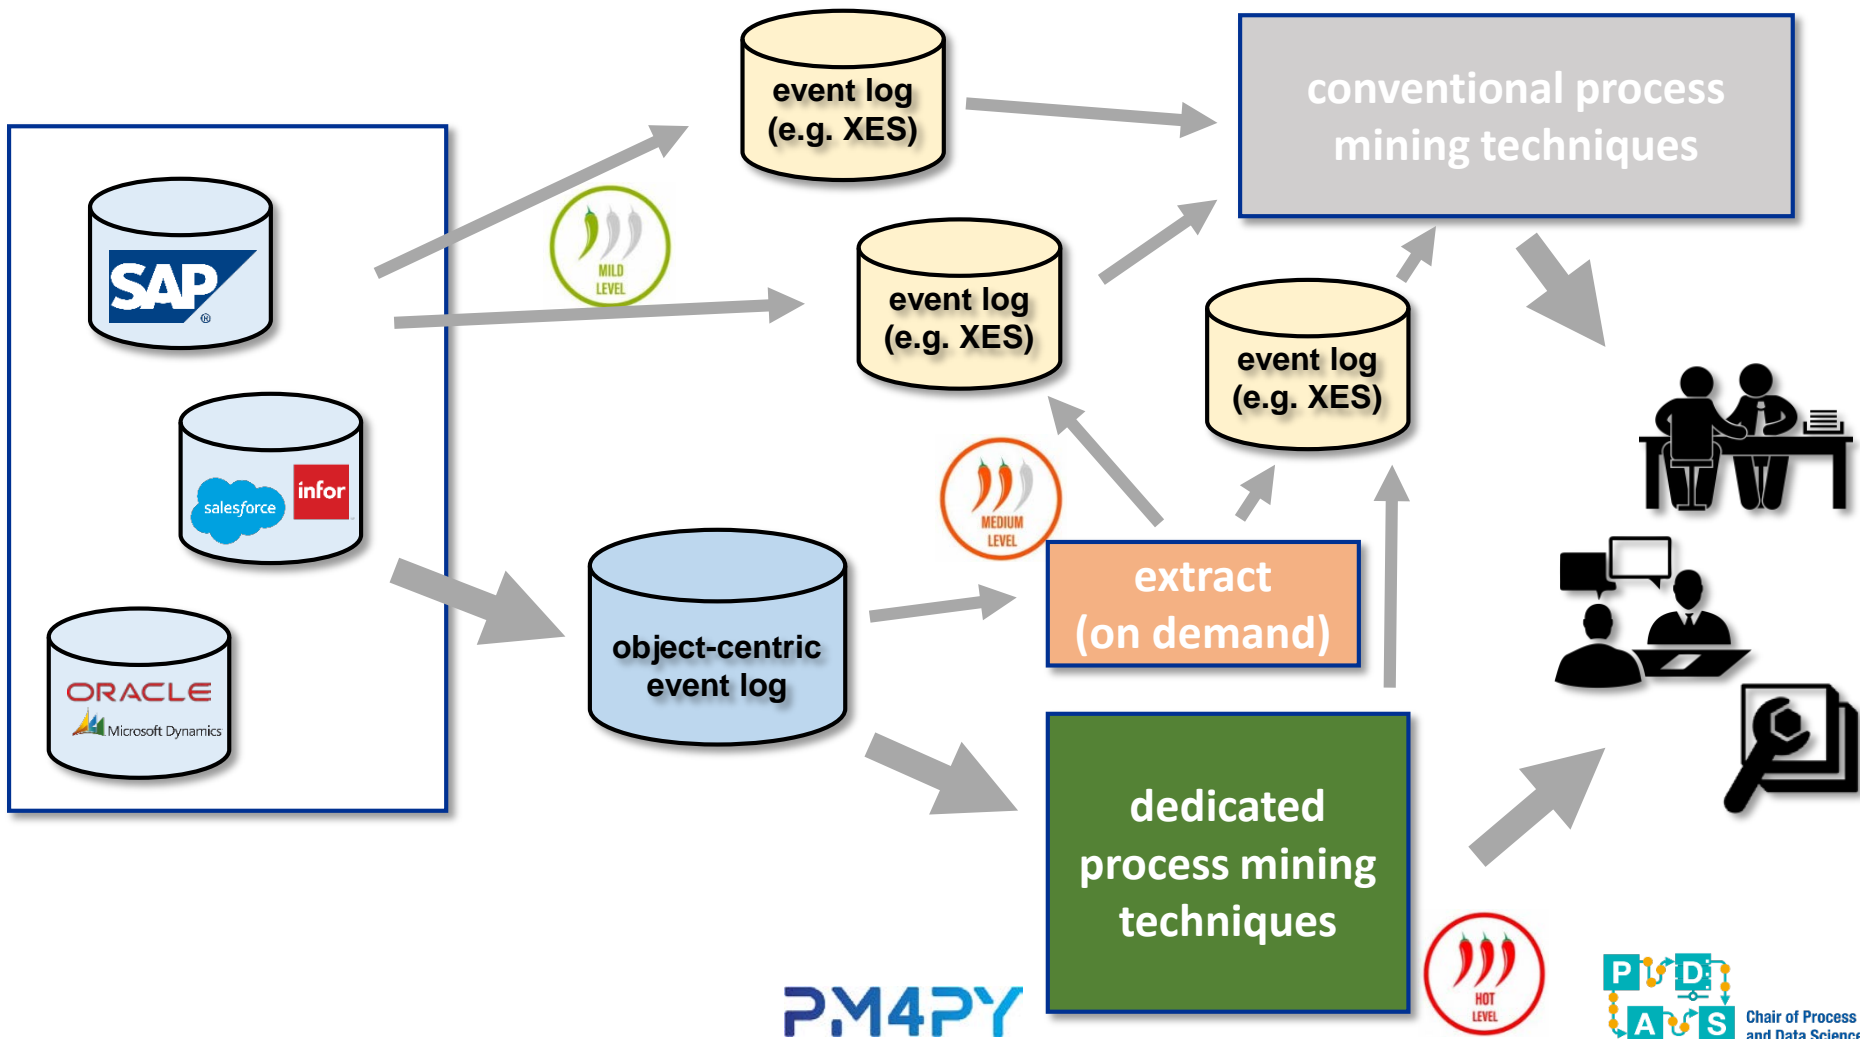 event log
(e.g. XES)
conventional process
mining techniques
SAP
®
MILD
LEVEL
event log
(e.g. XES)
event log
(e.g. XES)
salesforce
infor
MEDIUM
LEVEL
extract
(on demand)
object-centric
event log
ORACLE
Microsoft Dynamics
dedicated
process mining
techniques
HOT
LEVEL
PM4PY
P D
A S
Chair of Process
and Data Science